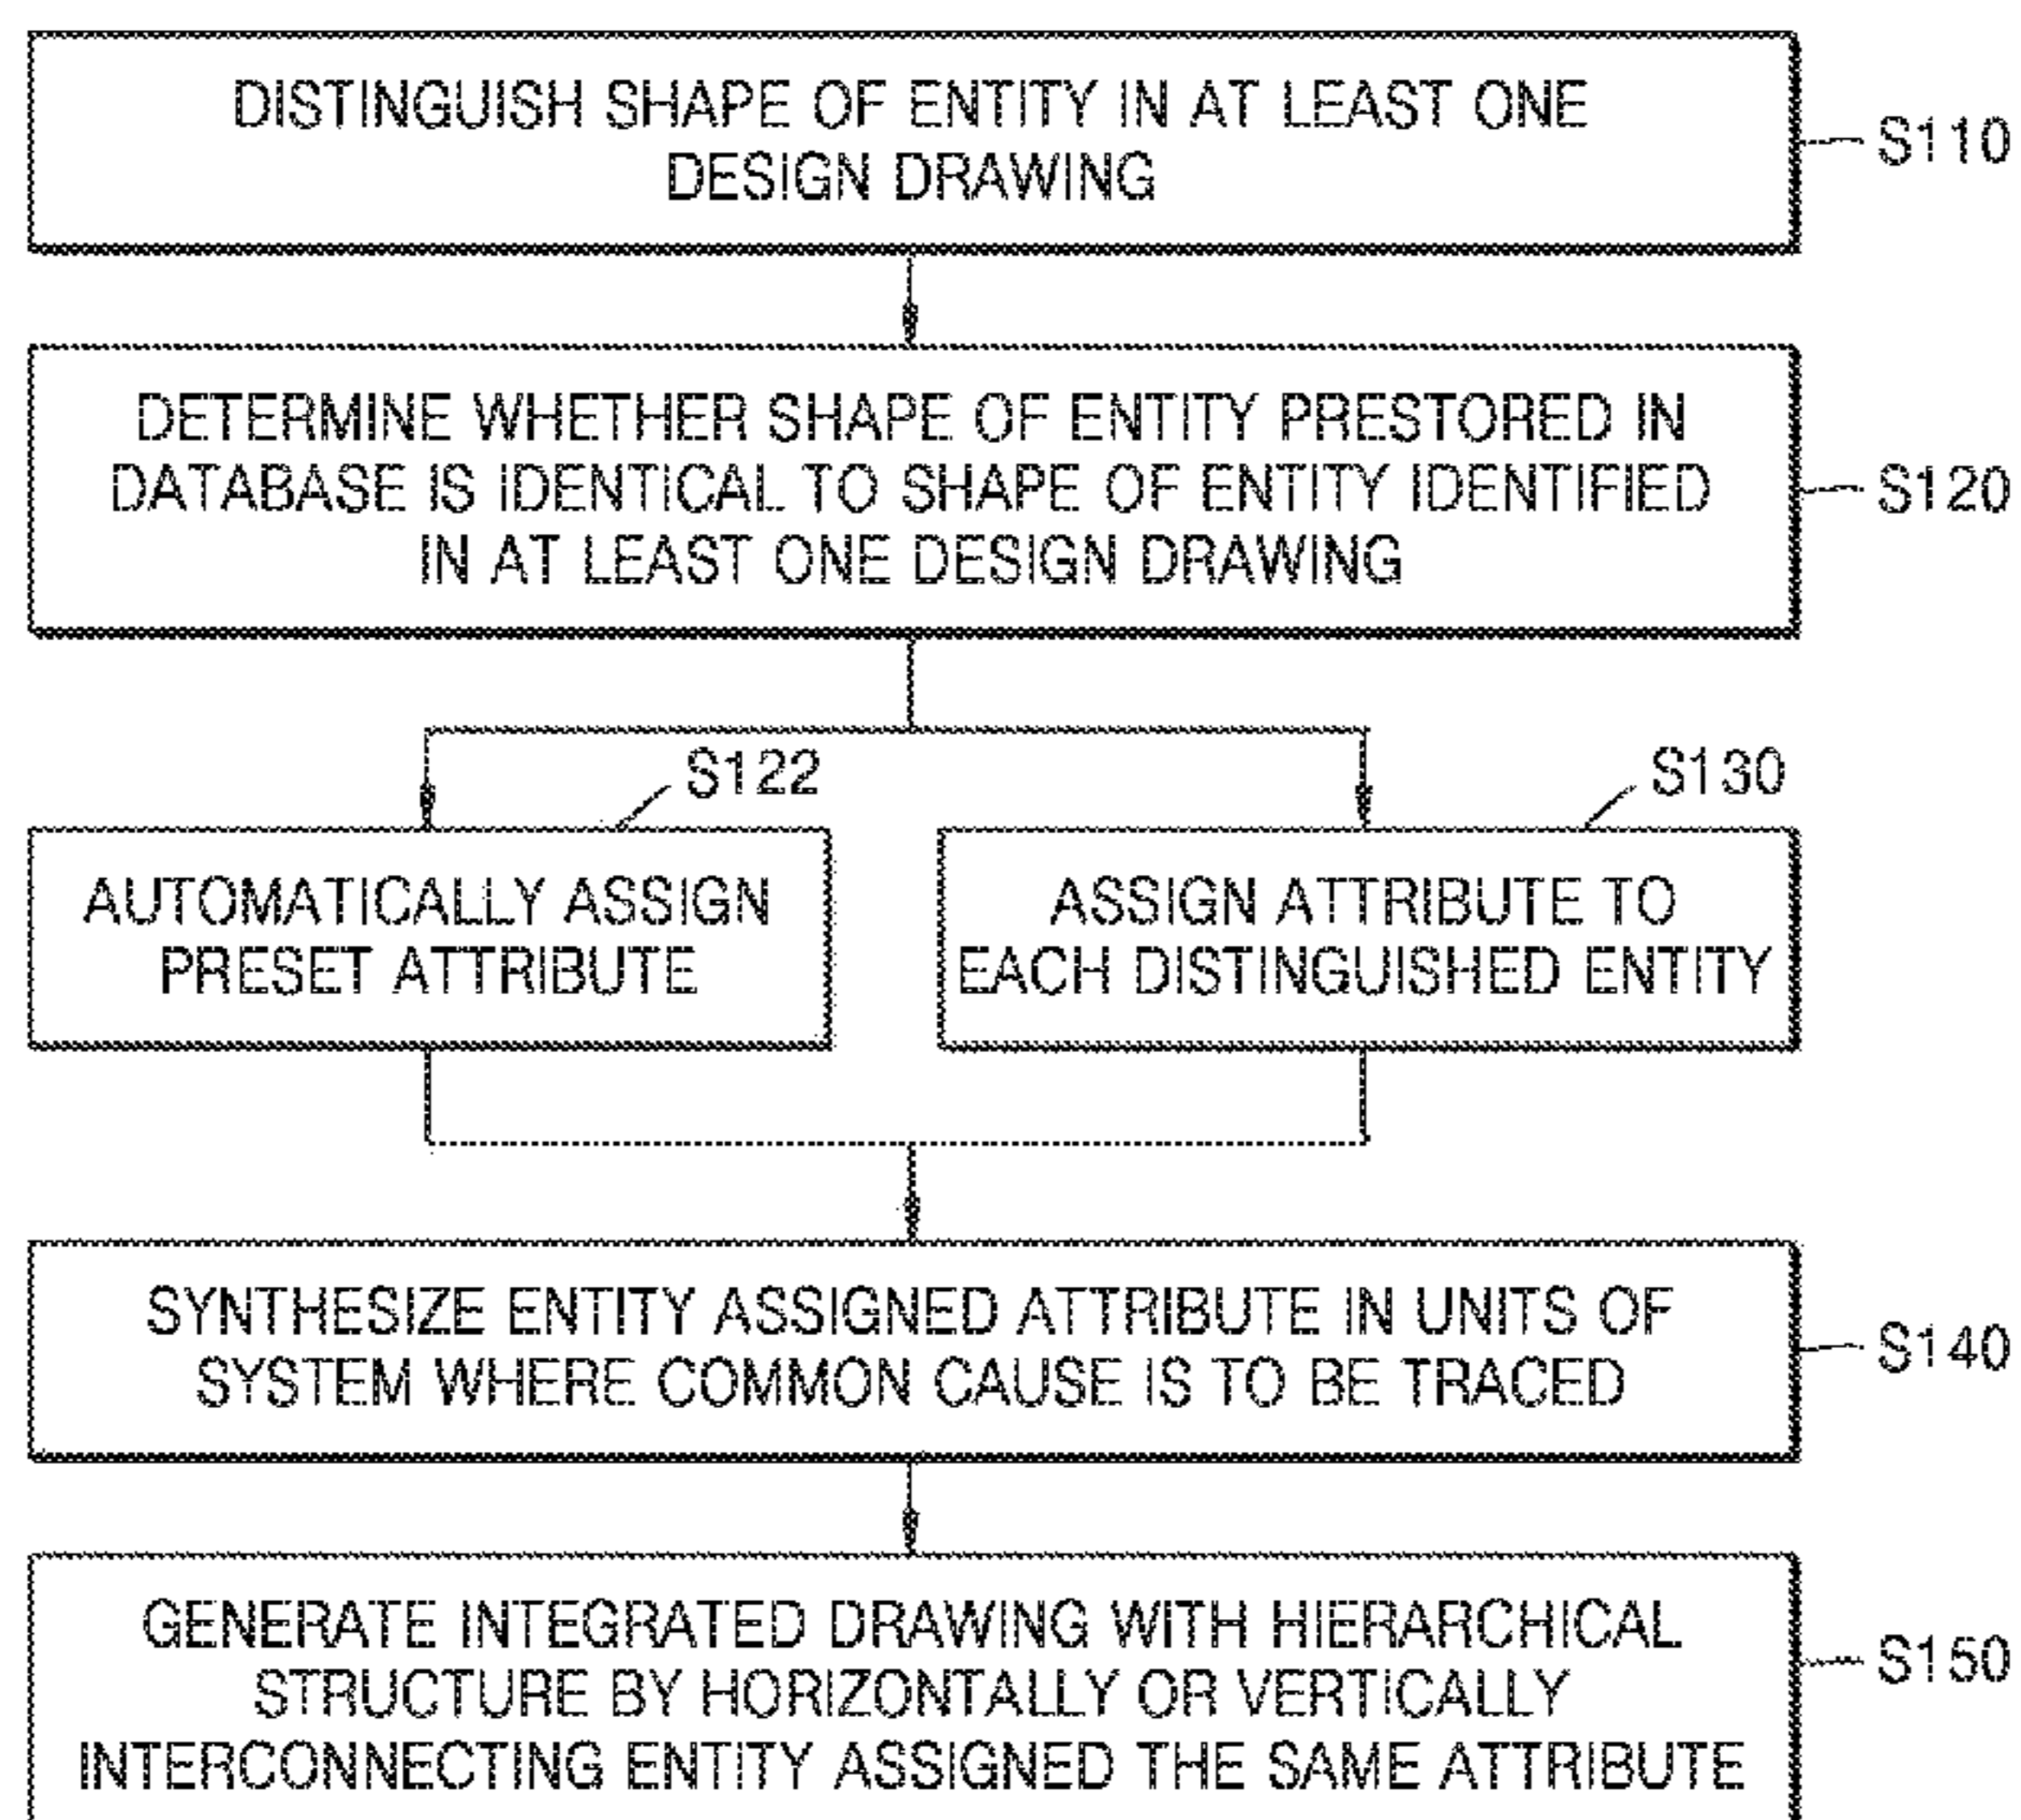 DISTINGUISH SHAPE OF ENTITY IN AT LEAST ONE
DESIGN DRAWING
S110
DETERMINE WHETHER SHAPE OF ENTITY PRESTORED IN
DATABASE IS IDENTICAL TO SHAPE OF ENTITY IDENTIFIED
IN AT LEAST ONE DESIGN DRAWING
S120
S122
AUTOMATICALLY ASSIGN
PRESET ATTRIBUTE
S130
ASSIGN ATTRIBUTE TO
EACH DISTINGUISHED ENTITY
SYNTHESIZE ENTITY ASSIGNED ATTRIBUTE IN UNITS OF
SYSTEM WHERE COMMON CAUSE IS TO BE TRACED
S140
GENERATE INTEGRATED DRAWING WITH HIERARCHICAL
STRUCTURE BY HORIZONTALLY OR VERTICALLY
INTERCONNECTING ENTITY ASSIGNED THE SAME ATTRIBUTE
S150